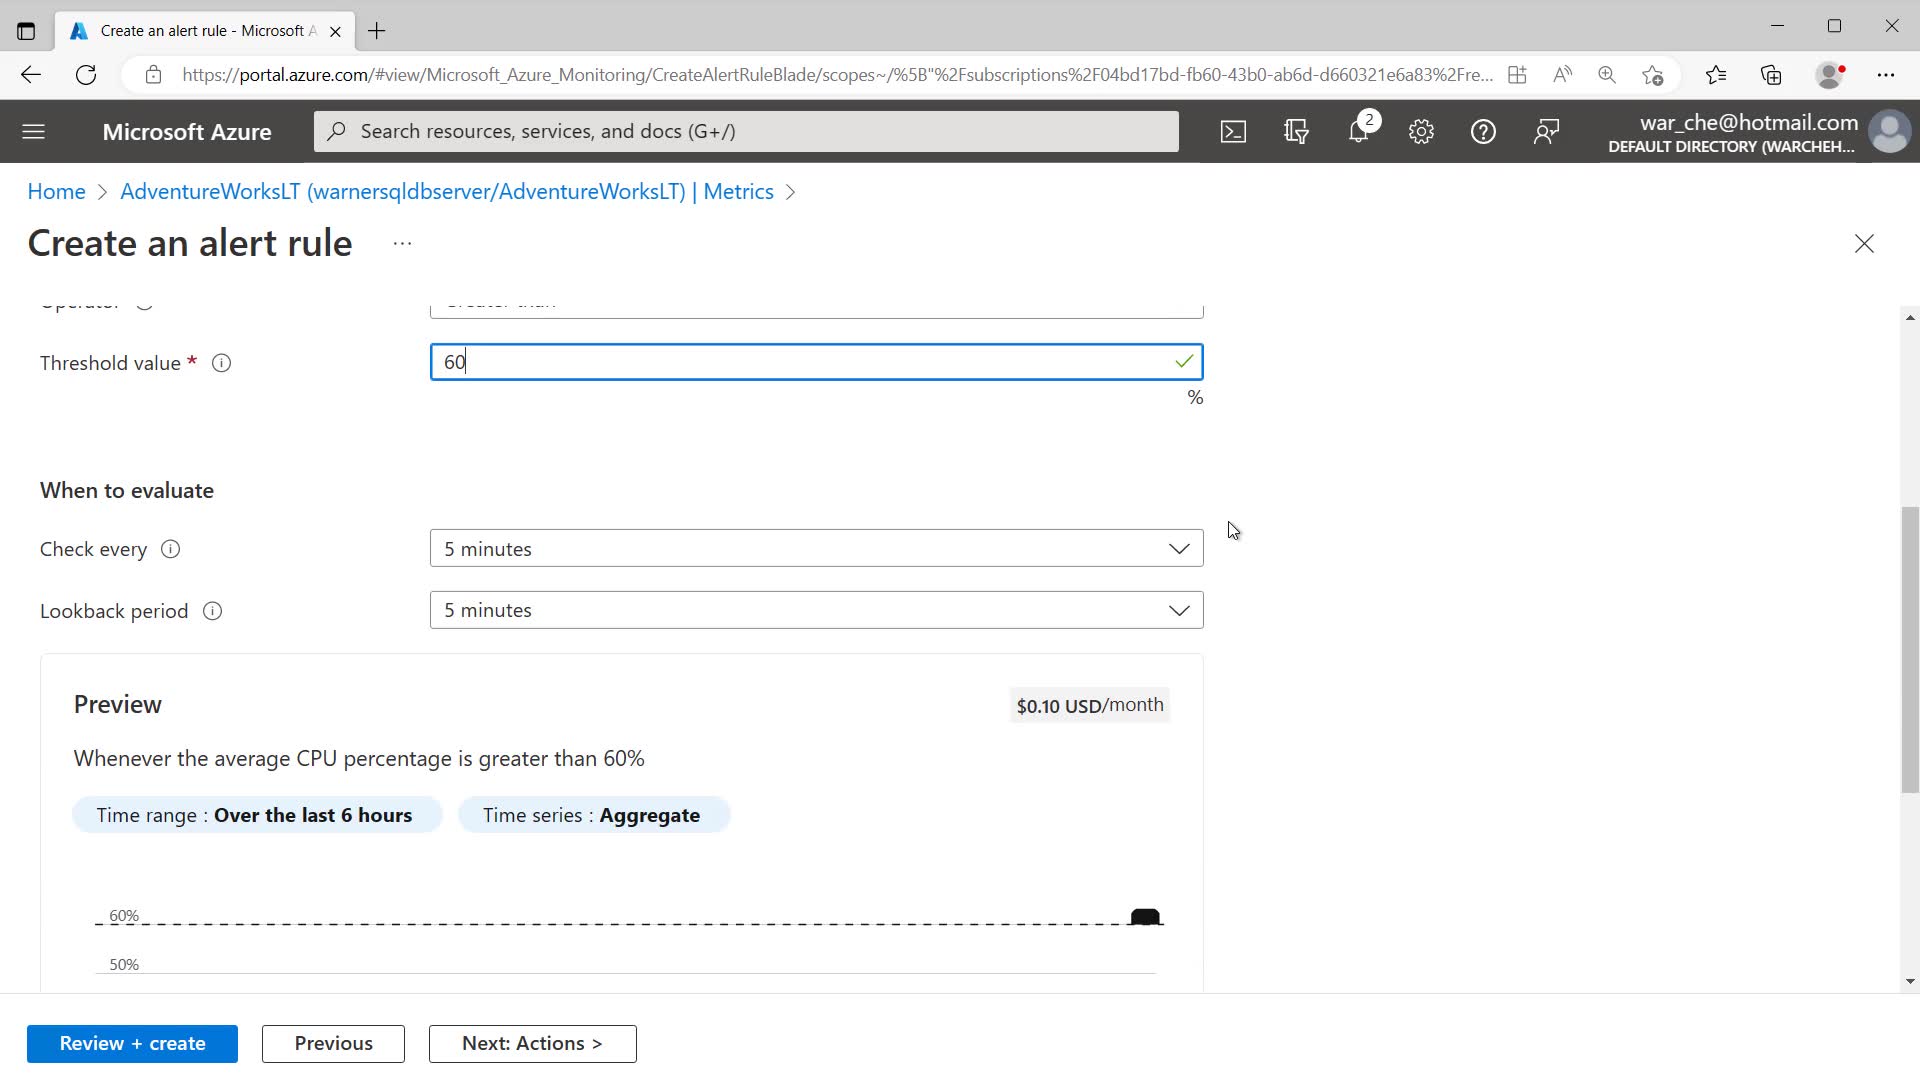 Create an alert rule - Microsoft A
https://portal.azure.com/#view/Microsoft_Azure_Monitoring/CreateAlertRuleBlade/scopes~/%5B"%2Fsubscriptions%2F04bd17bd-fb60-43b0-ab6d-d660321e6a83%2Fre...
Microsoft Azure
Search resources, services, and docs (G+/)
2
war_che@hotmail.com
DEFAULT DIRECTORY (WARCHEH...
Home > AdventureWorksLT (warnersqldbserver/AdventureWorksLT) | Metrics >
Create an alert rule ...
Threshold value * 60
%
When to evaluate
Check every 5 minutes
Lookback period 5 minutes
Preview $0.10 USD/month
Whenever the average CPU percentage is greater than 60%
Time range : Over the last 6 hours Time series : Aggregate
60%
50%
Review + create Previous Next: Actions >